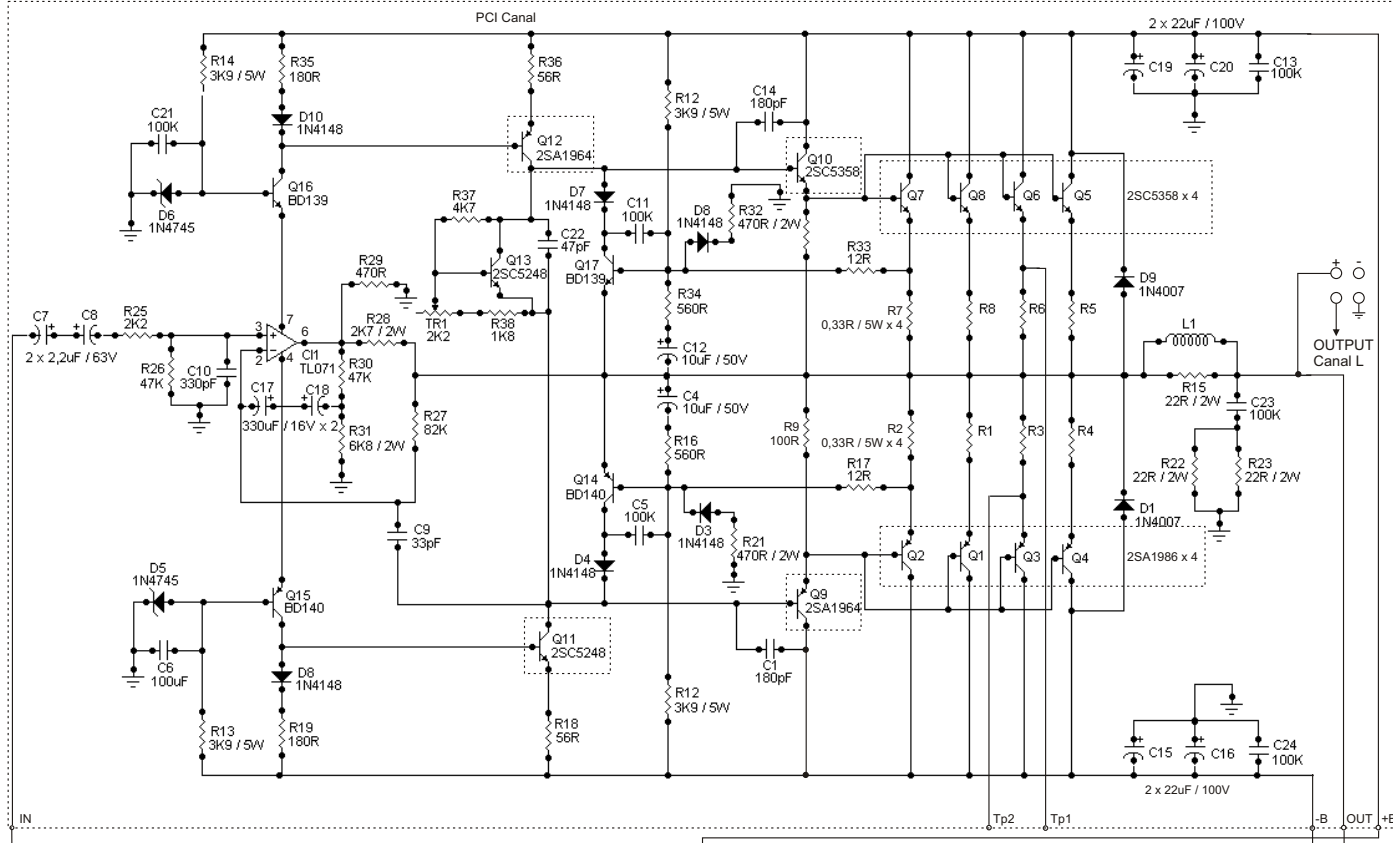 PCI Canal
2 x 22uF / 100V
R14
3K9 / 5W
R35
180R
R36
56R
C19
C20
C13
100K
C14
180pF
R12
3K9 / 5W
D10
1N4148
C21
100K
Q12
2SA1964
Q10
2SC5358
Q16
BD139
D6
1N4745
R37
4K7
D7
1N4148
C11
100K
D8
1N4148
R32
470R / 2W
Q7
Q8
Q6
Q5
2SC5358 x 4
C22
47pF
Q13
2SC5248
R29
470R
Q17
BD139
R33
12R
D9
1N4007
+
-
R34
560R
TR1
2K2
R38
1K8
R28
2K7 / 2W
R7
R8
R6
R5
0,33R / 5W x 4
C7
+
+
C8
R25
2K2
3
+
7
6
2
-
4
CI1
TL071
2 x 2,2uF / 63V
R26
47K
C10
330pF
R30
47K
C12
10uF / 50V
L1
OUTPUT
Canal L
R15
22R / 2W
C23
100K
C17
+
+
C18
330uF / 16V x 2
R31
6K8 / 2W
R27
82K
C4
10uF / 50V
R9
100R
0,33R / 5W x 4
R2
R1
R3
R4
R16
560R
R17
12R
R22
22R / 2W
R23
22R / 2W
Q14
BD140
C5
100K
D3
1N4148
R21
470R / 2W
D1
1N4007
C9
33pF
D4
1N4148
Q2
Q1
Q3
Q4
2SA1986 x 4
D5
1N4745
Q15
BD140
Q9
2SA1964
C6
100uF
Q11
2SC5248
C1
180pF
D8
1N4148
R12
3K9 / 5W
R13
3K9 / 5W
R19
180R
R18
56R
C15
C16
C24
100K
2 x 22uF / 100V
IN
Tp2
Tp1
-B
OUT
+B